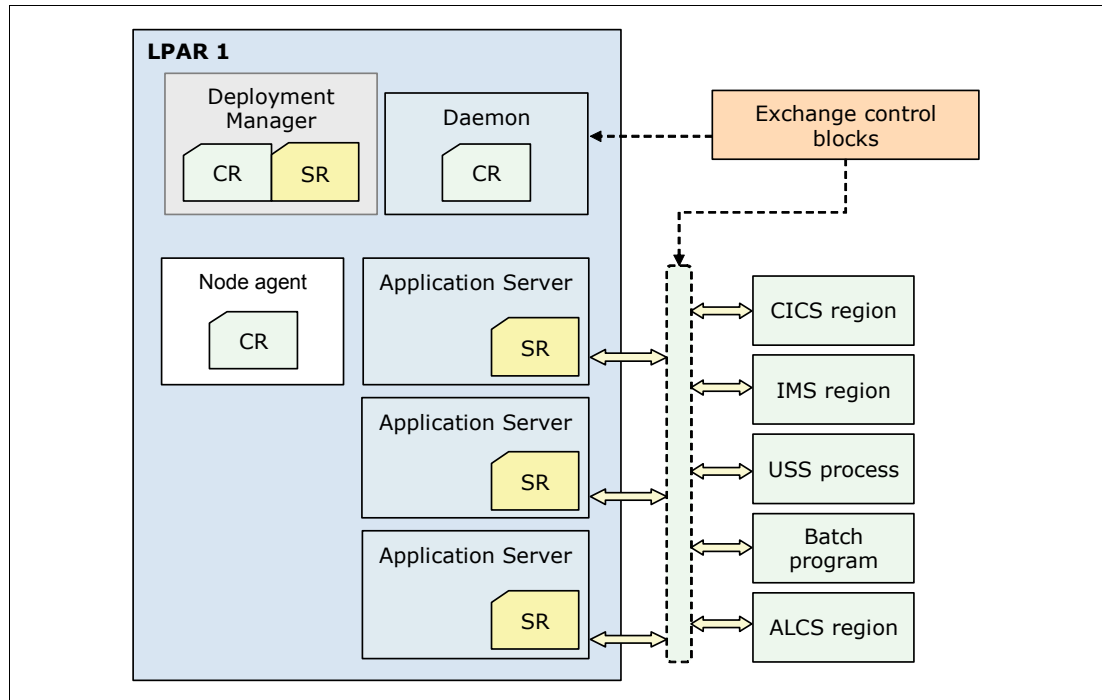 LPAR 1
Deployment
Manager
CR
SR
Daemon
CR
Exchange control
blocks
Node agent
CR
Application Server
SR
Application Server
SR
Application Server
SR
CICS region
IMS region
USS process
Batch
program
ALCS region